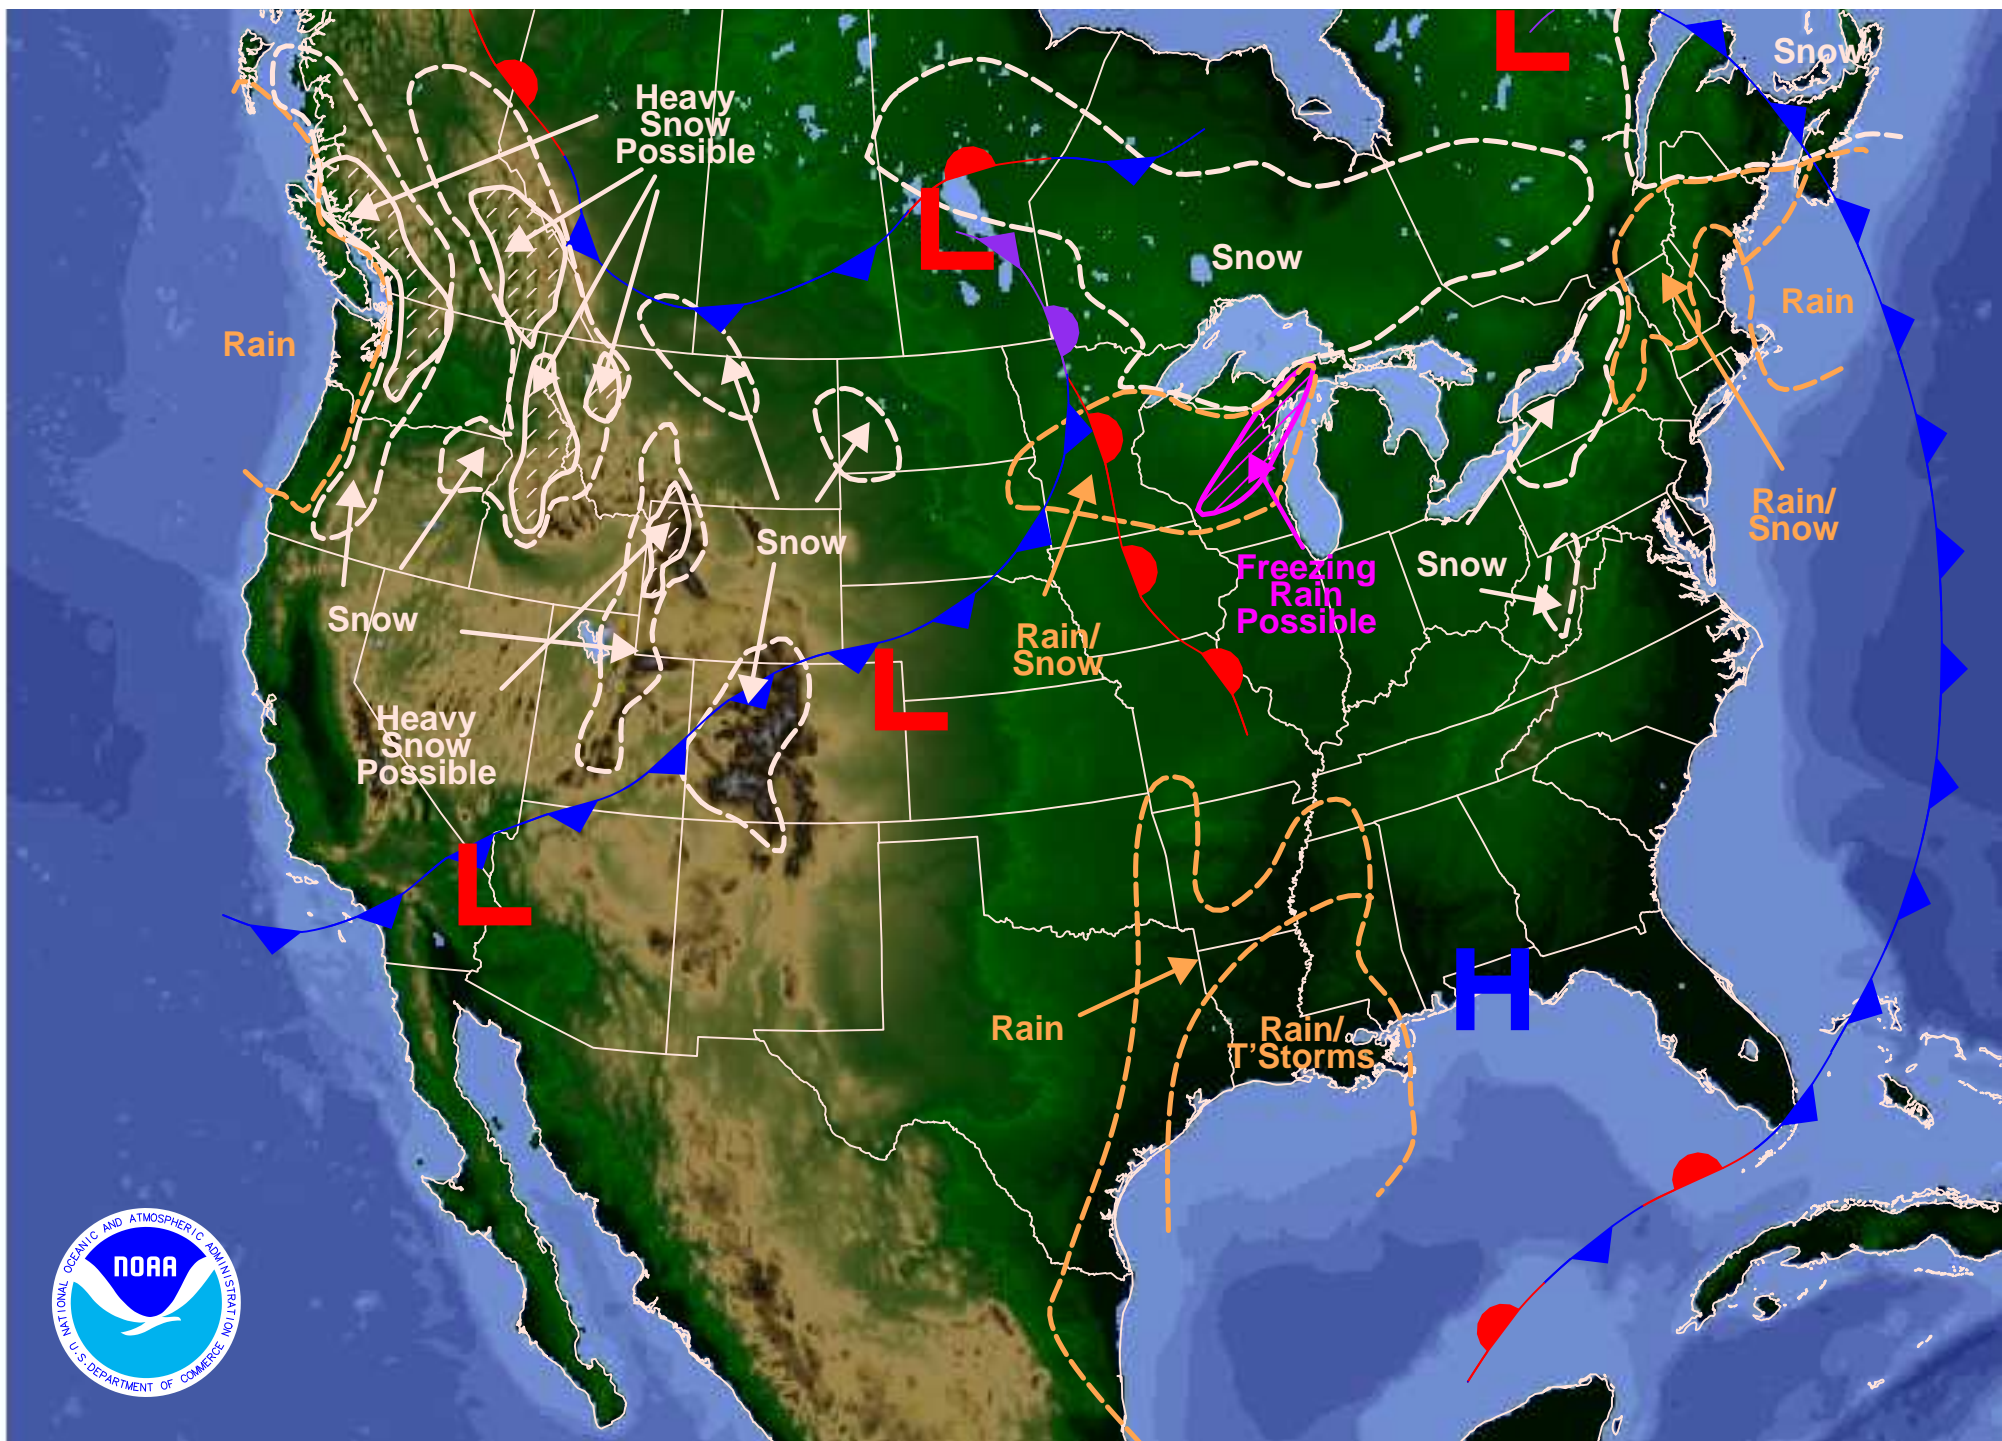 Snow
Heavy
Snow
Possible
L
L
Snow
Rain
Rain
Rain/
Snow
Snow
Freezing
Rain
Possible
Snow
Snow
Rain/
Snow
L
Heavy
Snow
Possible
L
H
Rain
Rain/
T'Storms
NATIONAL OCEANIC AND ATMOSPHERIC ADMINISTRATION
NOAA
U.S. DEPARTMENT OF COMMERCE